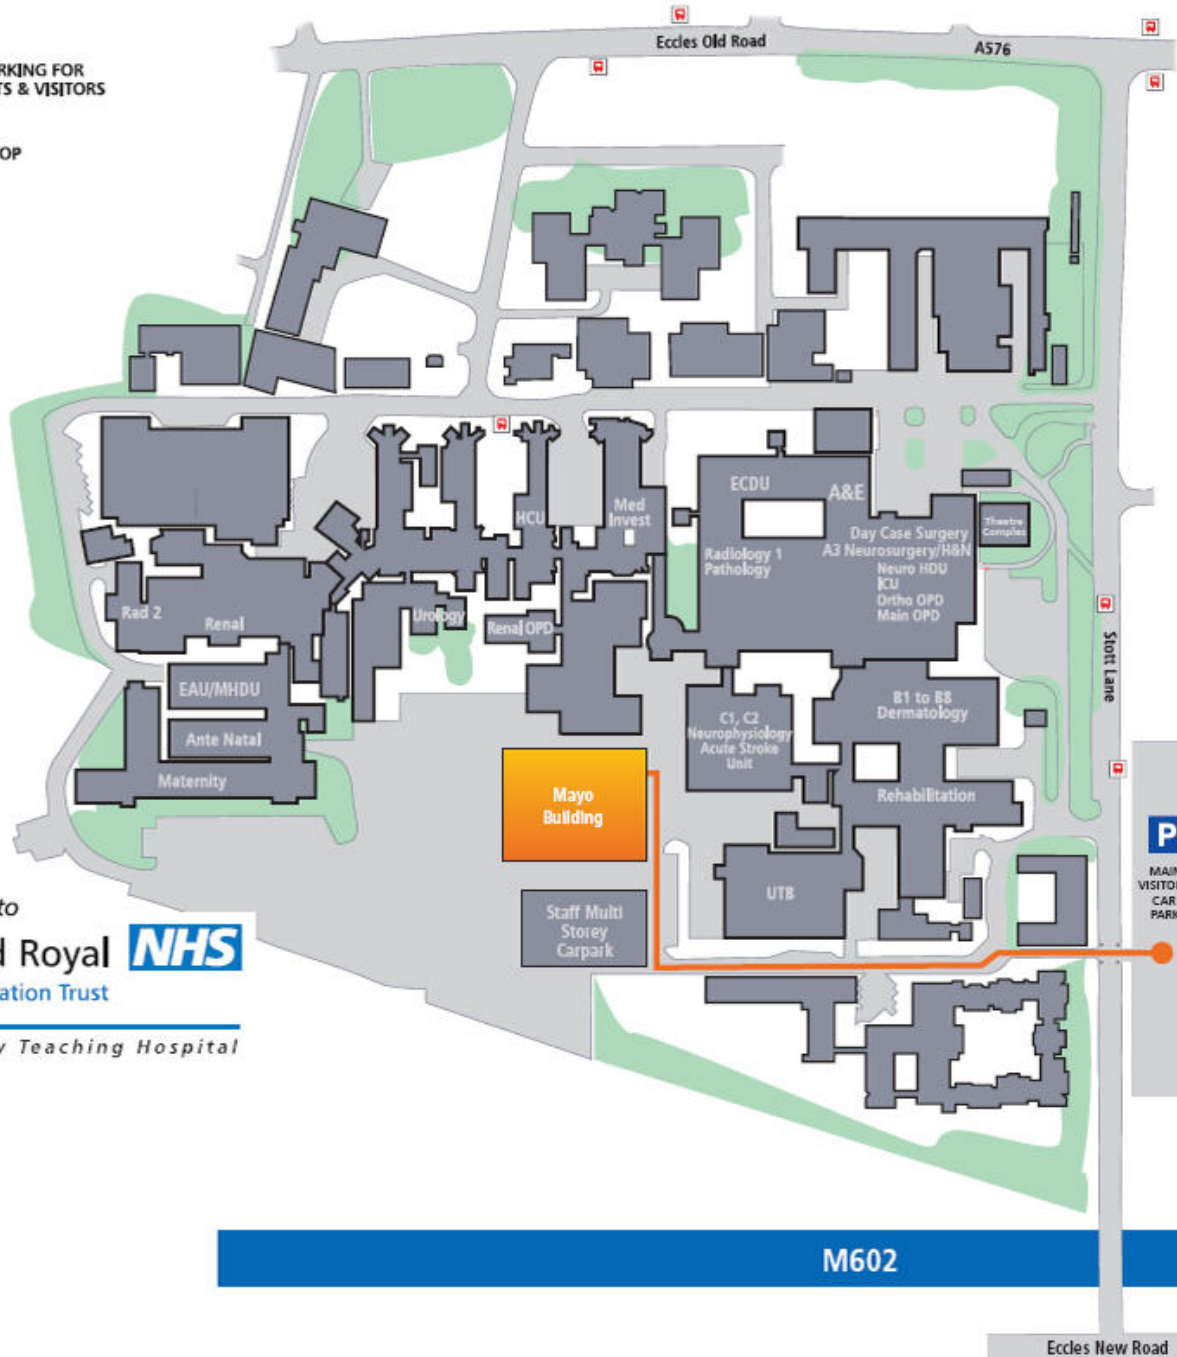 Eccles Old Road
A576
RKING FOR
TS & VISITORS
OP
ECDU
A&E
HCU
Med
Invest
Day Case Surgery
A3 Neurosurgery/H&N
Neuro HDU
ICU
Ortho OPD
Main OPD
Theatre
Complex
Radiology 1
Pathology
Rad 2
Renal
Urology
Renal OPD
Stott Lane
EAU/MHDU
Ante Natal
Maternity
C1, C2
Neurophysiology
Acute Stroke
Unit
B1 to B8
Dermatology
Rehabilitation
Mayo
Building
P
MAIN
VISITO
CAR
PARK
UTB
Staff Multi
Storey
Carpark
to
d Royal NHS
ation Trust
y Teaching Hospital
M602
Eccles New Road